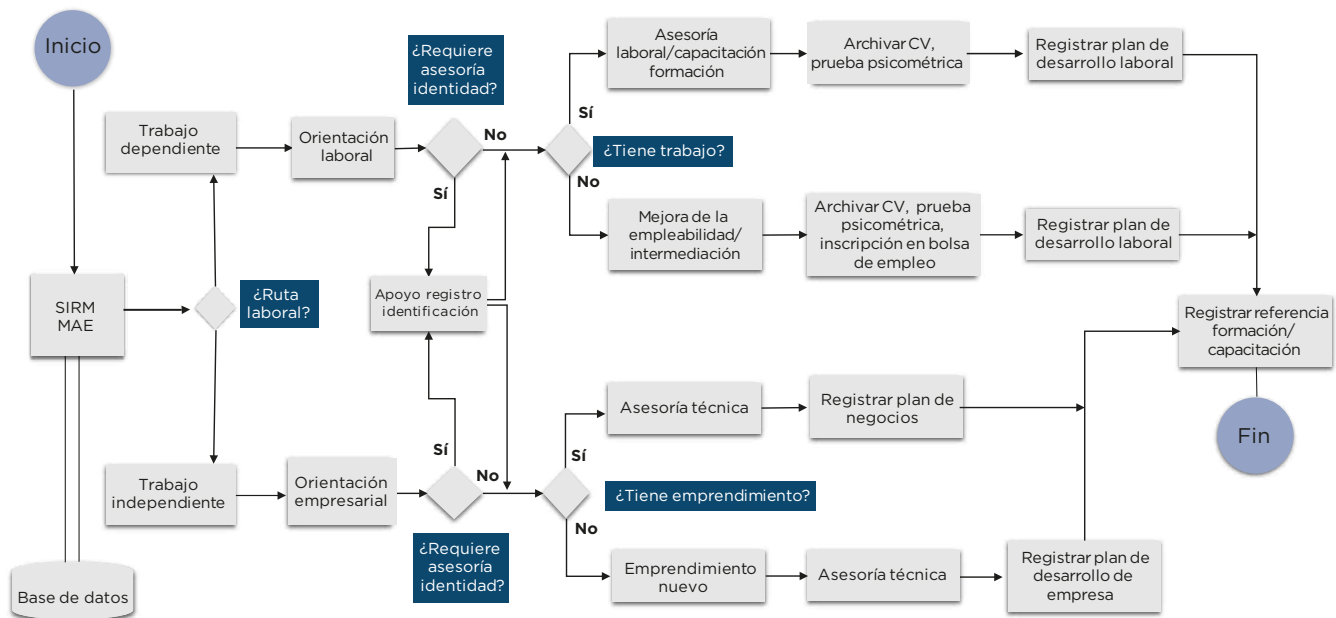 Inicio
¿Requiere
asesoría
identidad?
Asesoría
laboral/capacitación
formación
Archivar CV,
prueba psicométrica
Registrar plan de
desarrollo laboral
Sí
Trabajo
dependiente
Orientación
laboral
No
¿Tiene trabajo?
Sí
No
Mejora de la
empleabilidad/
intermediación
Archivar CV, prueba
psicométrica,
inscripción en bolsa
de empleo
Registrar plan de
desarrollo laboral
SIRM
MAE
¿Ruta
laboral?
Apoyo registro
identificación
Registrar referencia
formación/
capacitación
Asesoría técnica
Registrar plan de
negocios
Fin
Sí
Sí
Trabajo
independiente
Orientación
empresarial
No
¿Tiene emprendimiento?
No
¿Requiere
asesoría
identidad?
Emprendimiento
nuevo
Asesoría técnica
Registrar plan de
desarrollo de
empresa
Base de datos